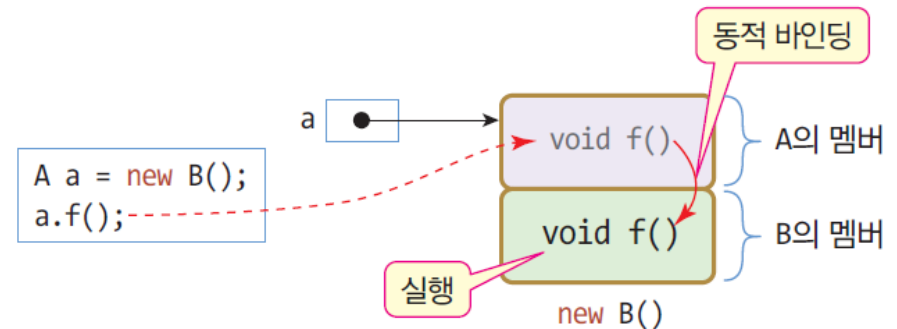 동적 바인딩
a
void f()
A의 멤버
A a = new B();
a.f();
void f()
B의 멤버
실행
new B()